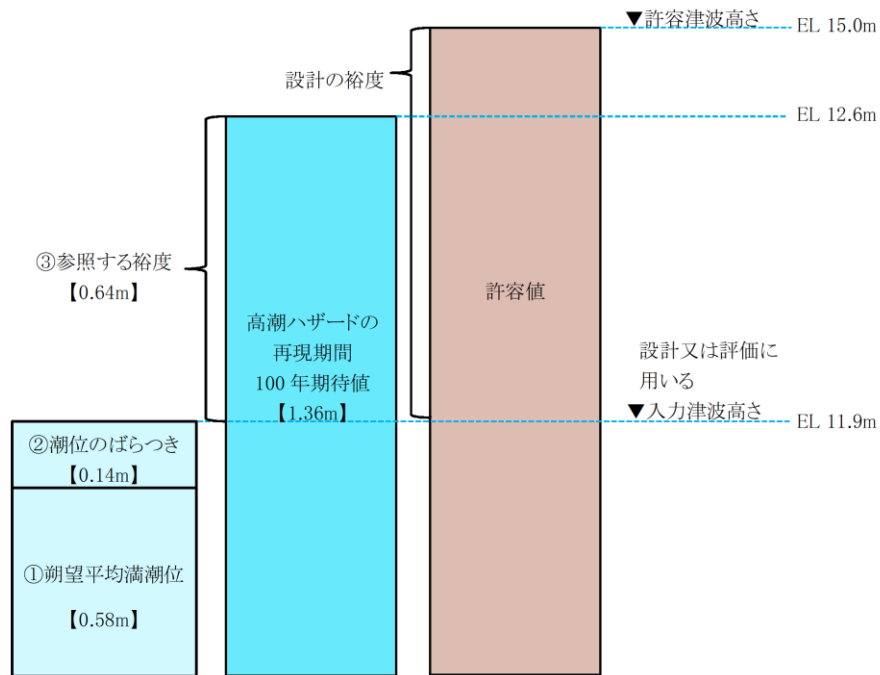 ▼許容津波高さ
EL 15.0m
設計の裕度
EL 12.6m
③参照する裕度
【0.64m】
高潮ハザードの
再現期間
100 年期待値
【1.36m】
許容値
設計又は評価に
用いる
▼入力津波高さ
EL 11.9m
②潮位のばらつき
【0.14m】
①朔望平均満潮位
【0.58m】